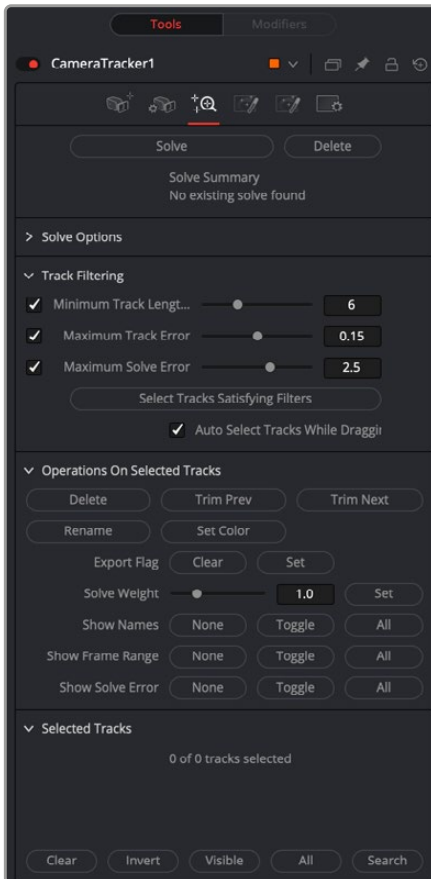 Tools Modifiers
CameraTracker1
Solve Delete
Solve Summary
No existing solve found
Solve Options
Track Filtering
Minimum Track Lengt... 6
Maximum Track Error 0.15
Maximum Solve Error 2.5
Select Tracks Satisfying Filters
Auto Select Tracks While Draggir
Operations On Selected Tracks
Delete Trim Prev Trim Next
Rename Set Color
Export Flag Clear Set
Solve Weight 1.0 Set
Show Names None Toggle All
Show Frame Range None Toggle All
Show Solve Error None Toggle All
Selected Tracks
0 of 0 tracks selected
Clear Invert Visible All Search